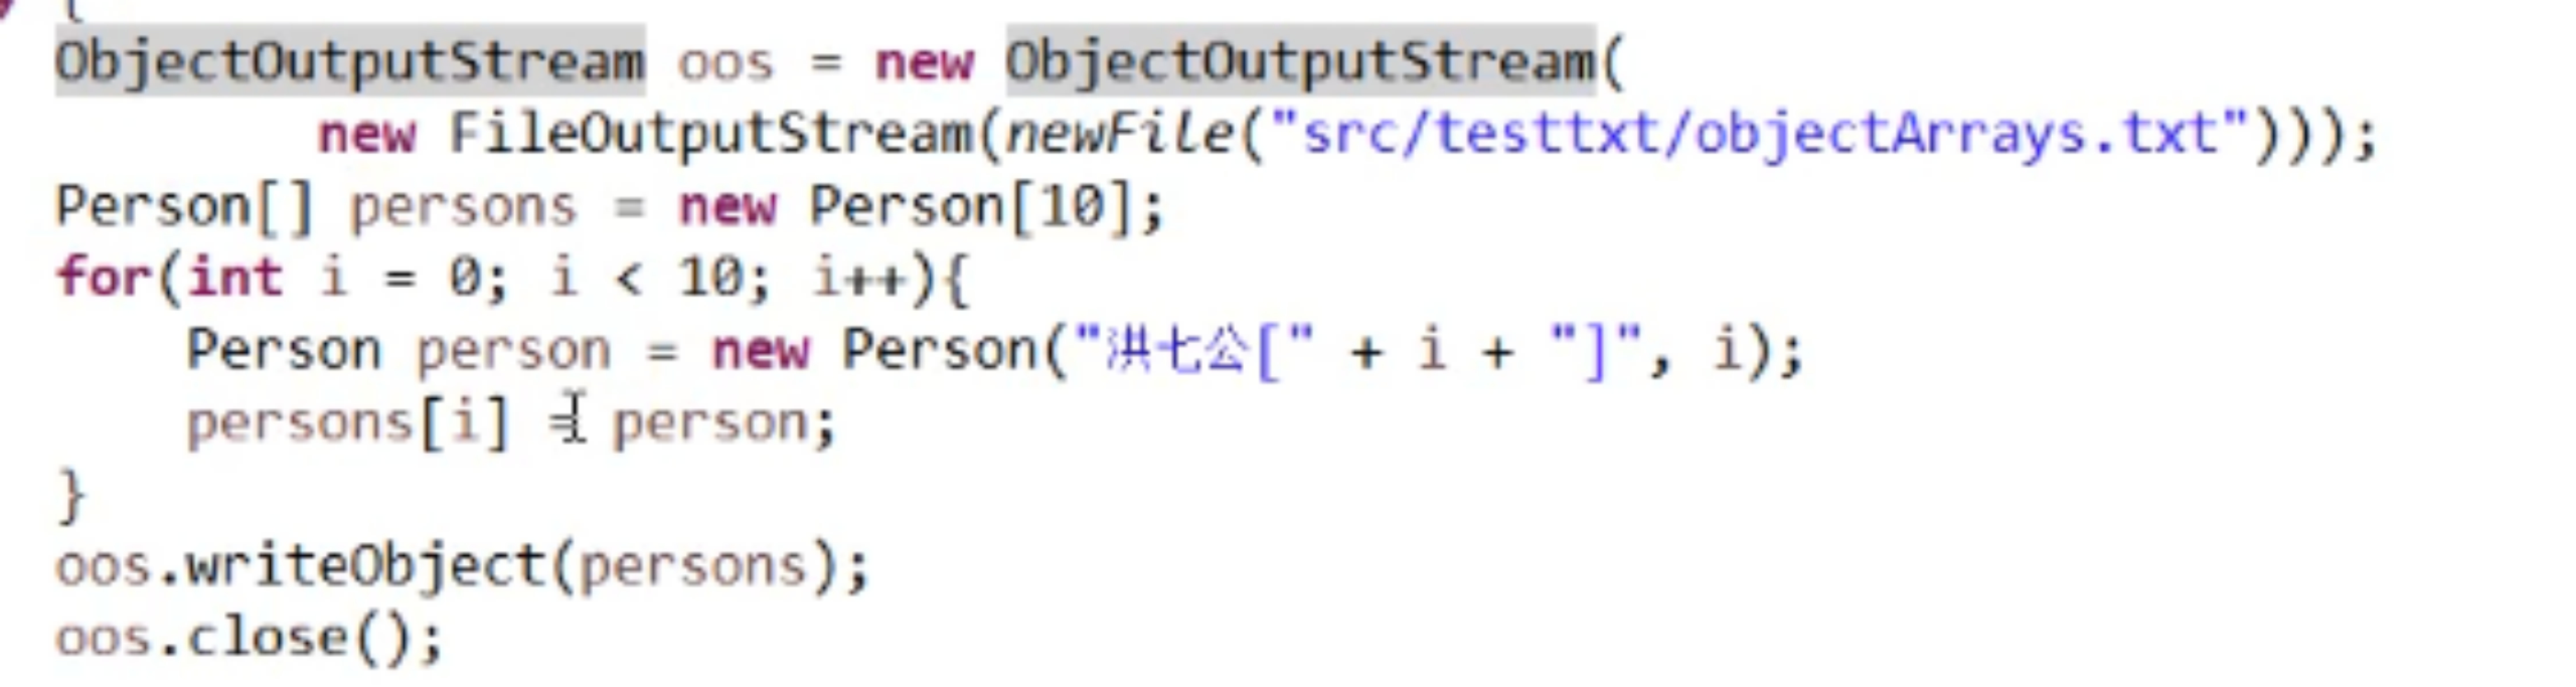 {
ObjectOutputStream oos = new ObjectOutputStream(
new FileOutputStream(newFile("src/testtxt/objectArrays.txt")));
Person[] persons = new Person[10];
for(int i = 0; i < 10; i++){
Person person = new Person("洪七公[" + i + "]", i);
persons[i] = person;
}
oos.writeObject(persons);
oos.close();